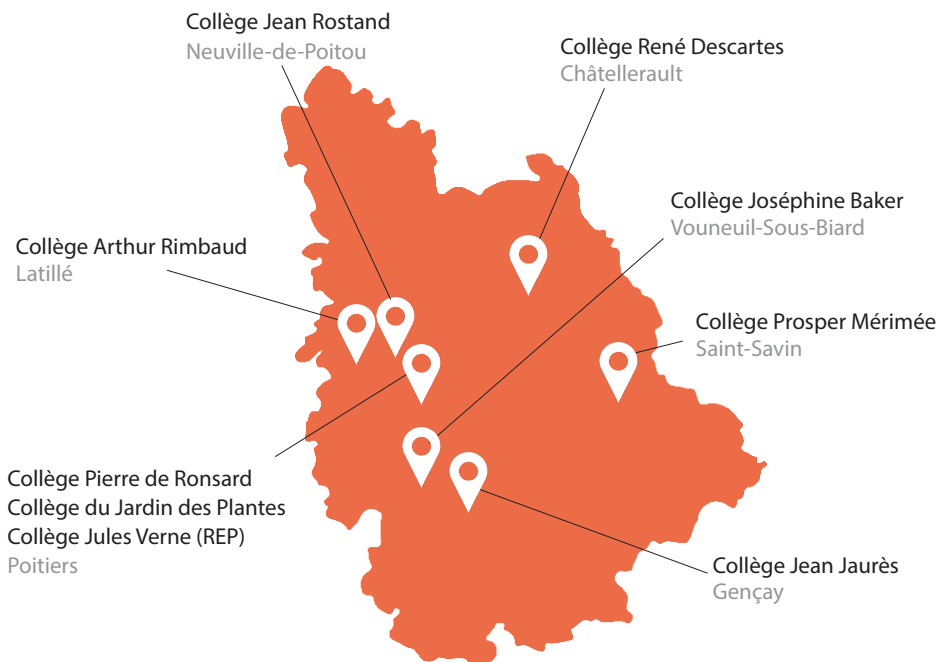 Collège Jean Rostand
Neuville-de-Poitou
Collège René Descartes
Châtellerault
Collège Joséphine Baker
Vouneuil-Sous-Biard
Collège Arthur Rimbaud
Latillé
Collège Prosper Mérimée
Saint-Savin
Collège Pierre de Ronsard
Collège du Jardin des Plantes
Collège Jules Verne (REP)
Poitiers
Collège Jean Jaurès
Gençay